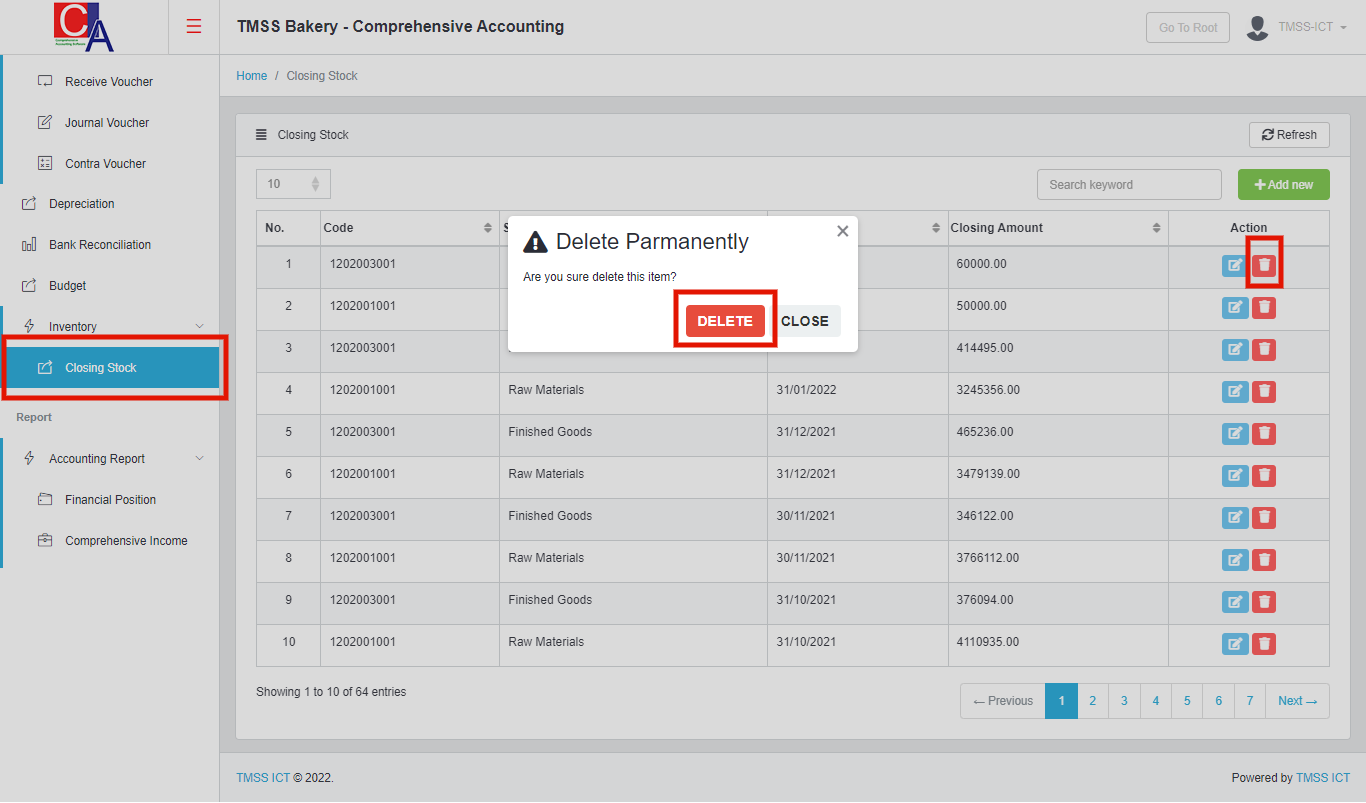 CA
Comprehensive
Accounting Software
TMSS Bakery - Comprehensive Accounting
Go To Root
TMSS-ICT
Receive Voucher
Journal Voucher
Contra Voucher
Depreciation
Bank Reconciliation
Budget
Inventory
Closing Stock
Report
Accounting Report
Financial Position
Comprehensive Income
Home / Closing Stock
Closing Stock
Refresh
10
Search keyword
Add new
No. Code S Closing Amount Action
1 1202003001 60000.00
2 1202001001 50000.00
3 1202003001 414495.00
4 1202001001 Raw Materials 31/01/2022 3245356.00
5 1202003001 Finished Goods 31/12/2021 465236.00
6 1202001001 Raw Materials 31/12/2021 3479139.00
7 1202003001 Finished Goods 30/11/2021 346122.00
8 1202001001 Raw Materials 30/11/2021 3766112.00
9 1202003001 Finished Goods 31/10/2021 376094.00
10 1202001001 Raw Materials 31/10/2021 4110935.00
Delete Parmanently
×
Are you sure delete this item?
DELETE CLOSE
Showing 1 to 10 of 64 entries
← Previous 1 2 3 4 5 6 7 Next →
TMSS ICT © 2022.
Powered by TMSS ICT